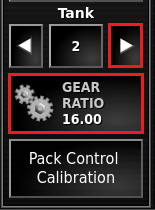 Tank
2
GEAR
RATIO
16.00
Pack Control
Calibration